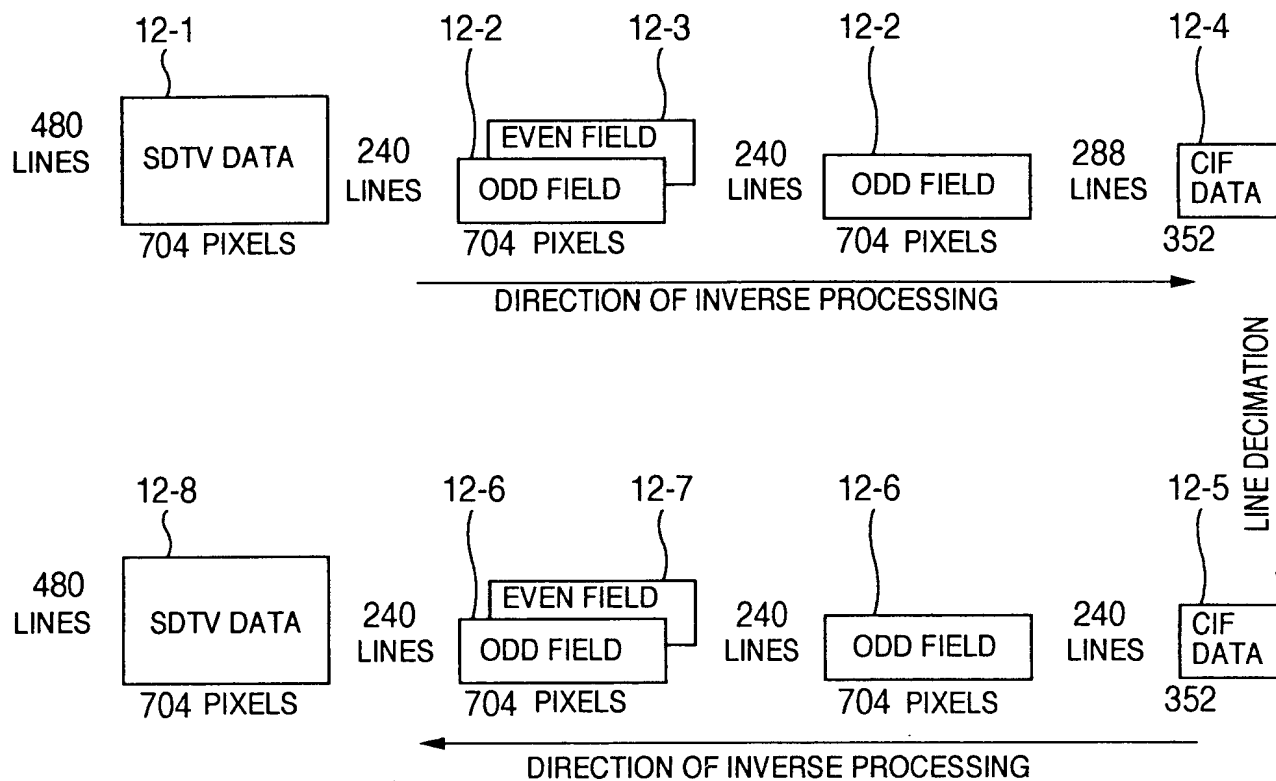 12-1 12-2 12-3 12-2 12-4
480
LINES
SDTV DATA
704 PIXELS
240
LINES
EVEN FIELD
ODD FIELD
704 PIXELS
240
LINES
ODD FIELD
704 PIXELS
288
LINES
CIF
DATA
352
DIRECTION OF INVERSE PROCESSING
LINE DECIMATION
12-8 12-6 12-7 12-6 12-5
480
LINES
SDTV DATA
704 PIXELS
240
LINES
EVEN FIELD
ODD FIELD
704 PIXELS
240
LINES
ODD FIELD
704 PIXELS
240
LINES
CIF
DATA
352
DIRECTION OF INVERSE PROCESSING